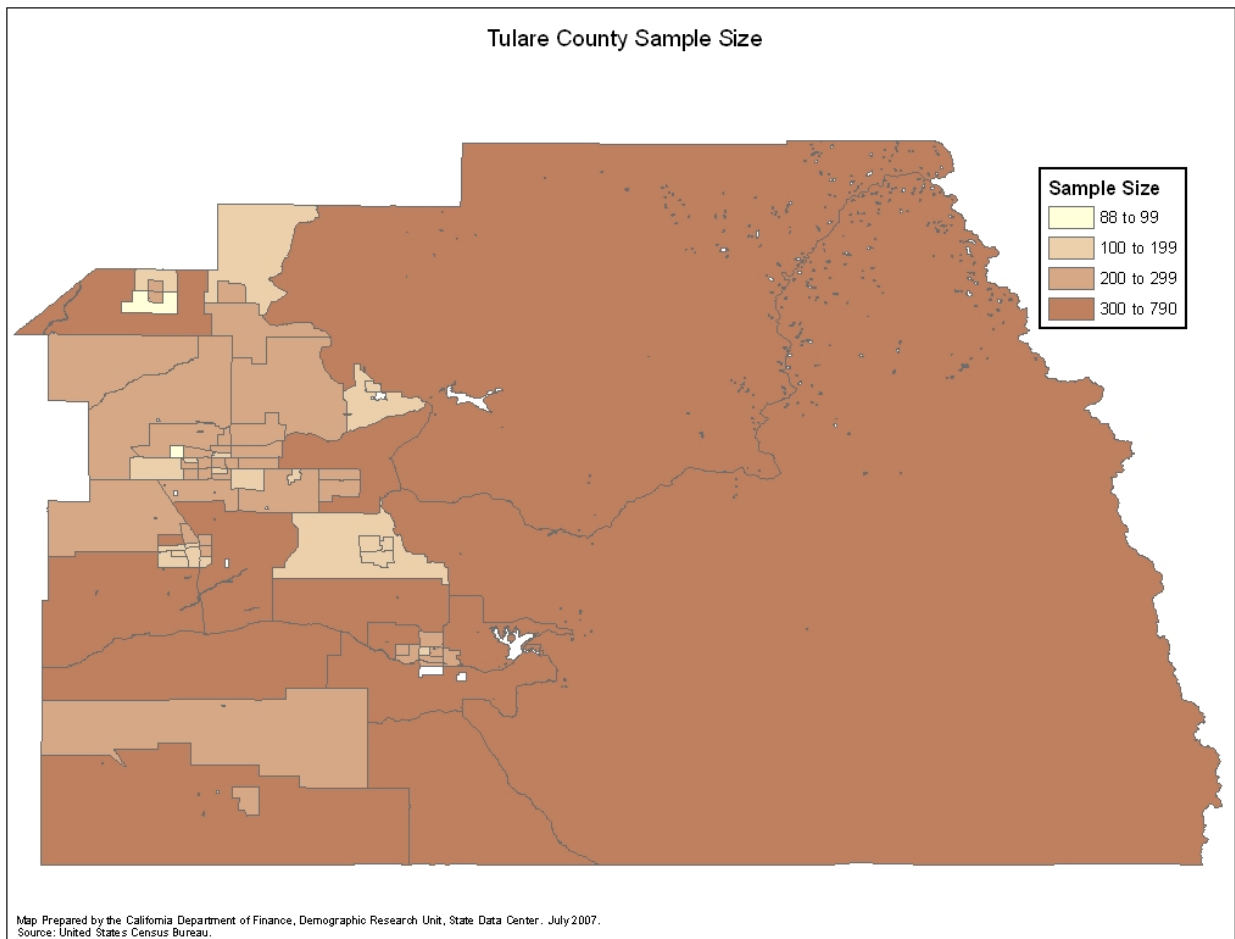 Tulare County Sample Size
Sample Size
88 to 99
100 to 199
200 to 299
300 to 790
Map Prepared by the California Department of Finance, Demographic Research Unit, State Data Center. July 2007.
Source: United States Census Bureau.